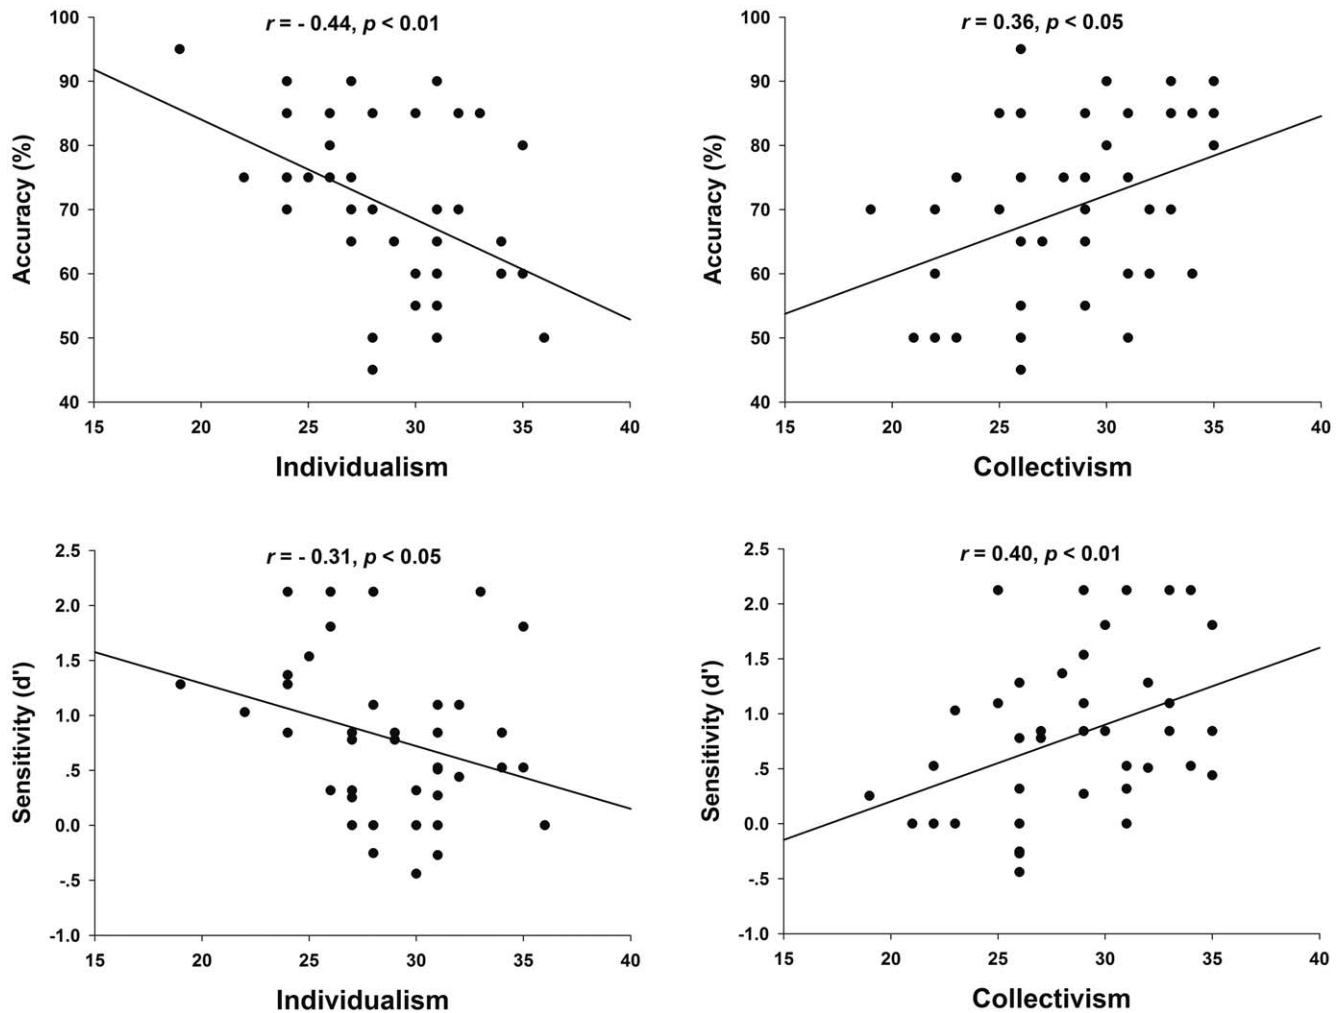 r = - 0.44, p < 0.01
100
90
80
70
60
50
40
Accuracy (%)
15 20 25 30 35 40
Individualism
r = 0.36, p < 0.05
100
90
80
70
60
50
40
Accuracy (%)
15 20 25 30 35 40
Collectivism
r = - 0.31, p < 0.05
2.5
2.0
1.5
1.0
.5
0.0
-.5
-1.0
Sensitivity (d')
15 20 25 30 35 40
Individualism
r = 0.40, p < 0.01
2.5
2.0
1.5
1.0
.5
0.0
-.5
-1.0
Sensitivity (d')
15 20 25 30 35 40
Collectivism